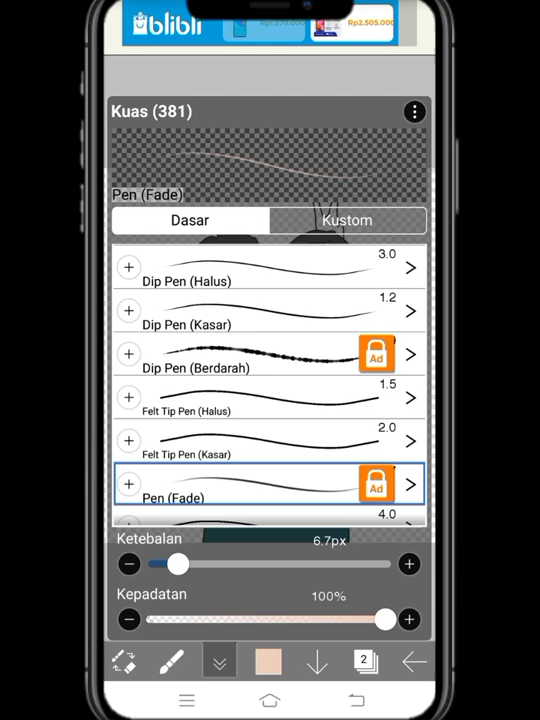 blibli
Rp2.505.000
Kuas (381)
Pen (Fade)
Dasar
Kustom
3.0
Dip Pen (Halus)
1.2
Dip Pen (Kasar)
Ad
Dip Pen (Berdarah)
1.5
Felt Tip Pen (Halus)
2.0
Felt Tip Pen (Kasar)
Ad
Pen (Fade)
4.0
Ketebalan
6.7px
Kepadatan
100%
2